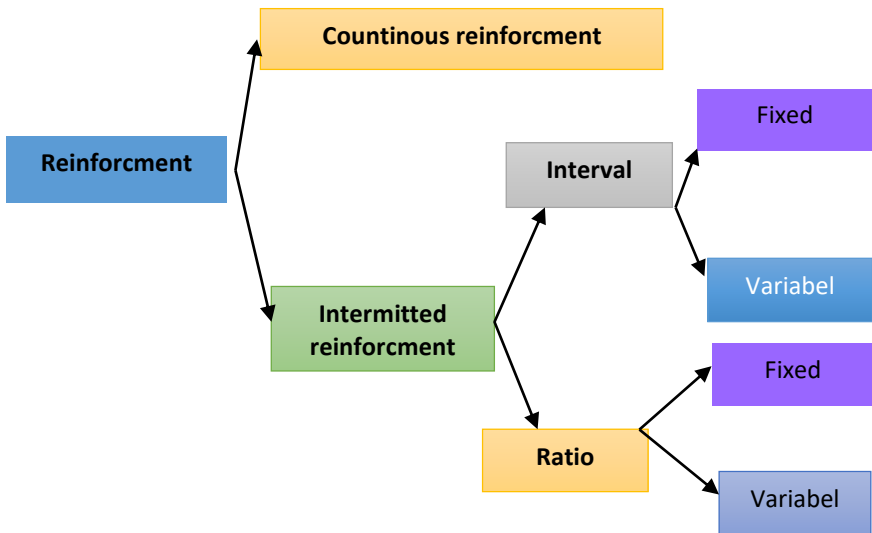 Countinous reinforcment
Fixed
Reinforcment
Interval
Variabel
Intermitted
reinforcment
Fixed
Ratio
Variabel